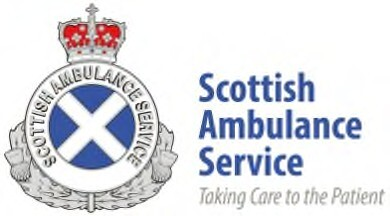 SCOTTISH AMBULANCE SERVICE
Scottish
Ambulance
Service
Taking Care to the Patient